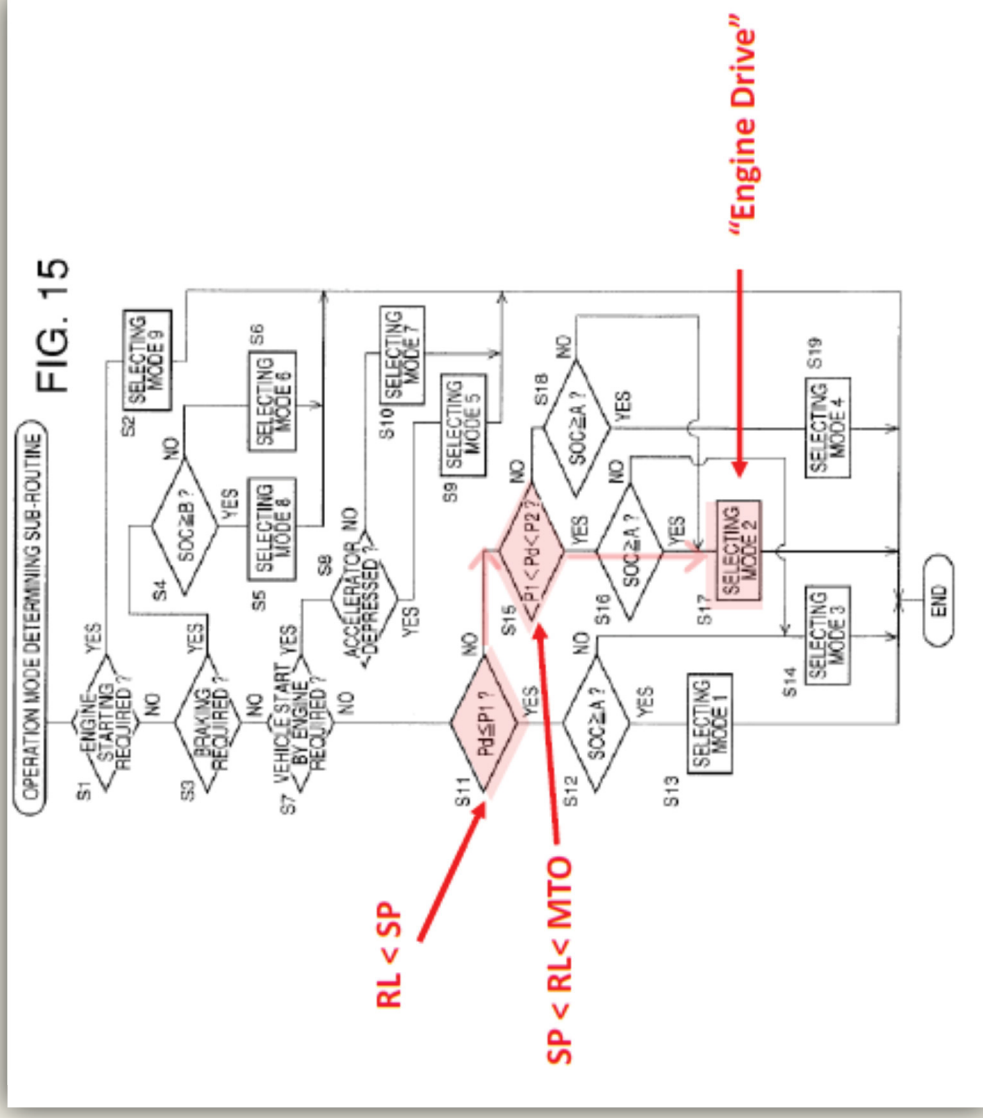 FIG. 15
OPERATION MODE DETERMINING SUB-ROUTINE
S1
ENGINE
STARTING
REQUIRED ?
YES
NO
S2
SELECTING
MODE 9
S3
BRAKING
REQUIRED ?
YES
NO
S4
SOC≧B ?
NO
YES
S5
SELECTING
MODE 8
S6
SELECTING
MODE 6
S7
VEHICLE START
BY ENGINE
REQUIRED ?
YES
NO
S8
ACCELERATOR
DEPRESSED ?
NO
YES
S10
SELECTING
MODE 7
S9
SELECTING
MODE 5
S11
Pd≦P1 ?
NO
YES
S12
SOC≧A ?
NO
YES
S13
SELECTING
MODE 1
S14
SELECTING
MODE 3
S15
P1<Pd<P2 ?
NO
YES
S16
SOC≧A ?
NO
YES
S17
SELECTING
MODE 2
S18
SOC≧A ?
NO
YES
S19
SELECTING
MODE 4
END
RL < SP
SP < RL< MTO
“Engine Drive”